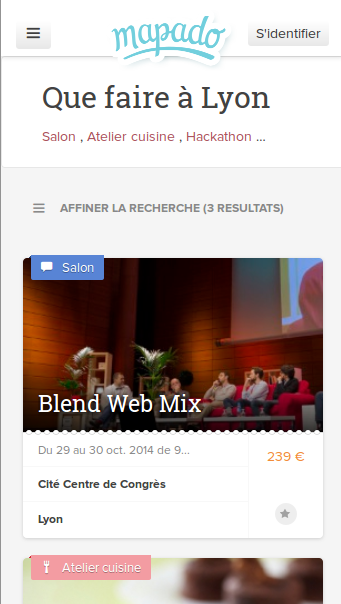 mapado
S'identifier
Que faire à Lyon
Salon , Atelier cuisine , Hackathon ...
AFFINER LA RECHERCHE (3 RESULTATS)
Salon
Blend Web Mix
Du 29 au 30 oct. 2014 de 9...
239 €
Cité Centre de Congrès
Lyon
Atelier cuisine